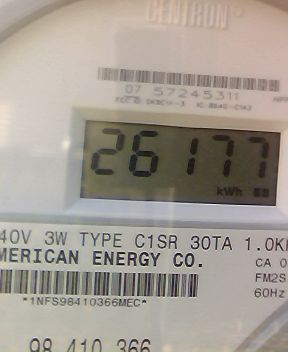 CENTRON®
07 57245311
26177
kWh
40V 3W TYPE C1SR 30TA 1.0K
MERICAN ENERGY CO.
CA 0
FM2S
*1NFS98410366MEC*
60Hz
98 410 366